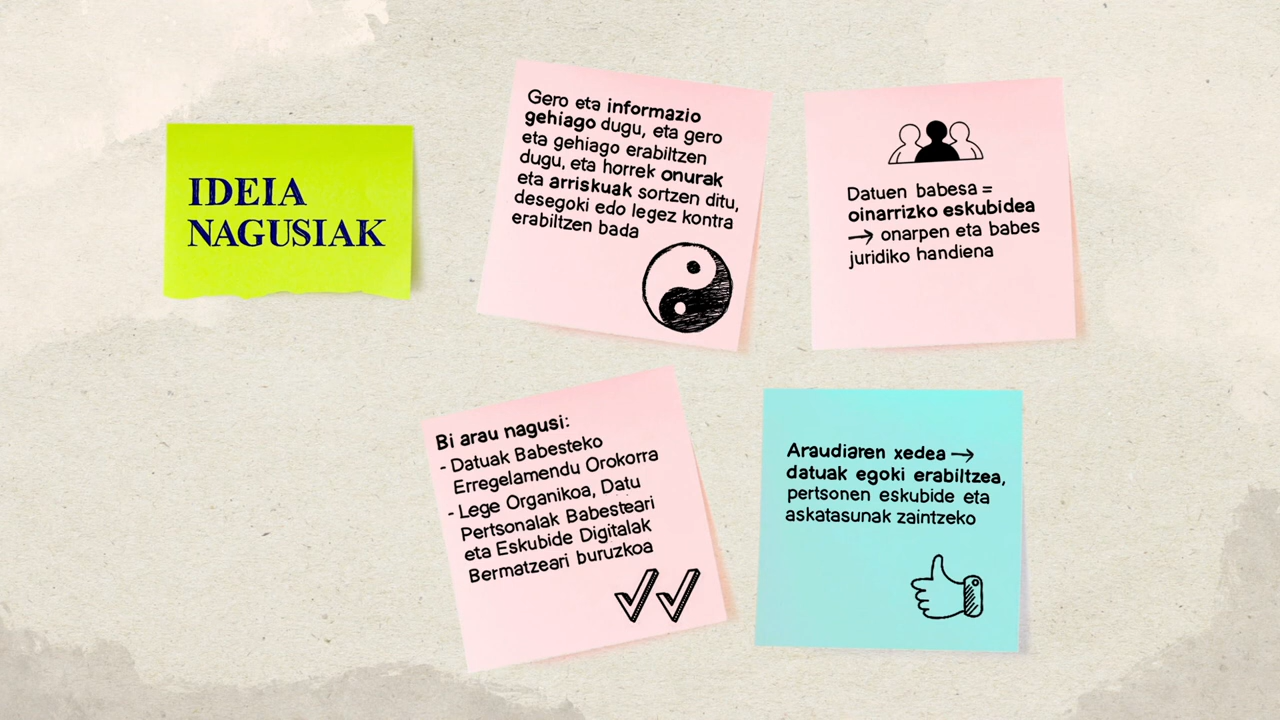 IDEIA
NAGUSIAK
Gero eta informazio
gehiago dugu, eta gero
eta gehiago erabiltzen
dugu, eta horrek onurak
eta arriskuak sortzen ditu,
desegoki edo legez kontra
erabiltzen bada
Datuen babesa =
oinarrizko eskubidea
→ onarpen eta babes
juridiko handiena
Bi arau nagusi:
- Datuak Babesteko
Erregelamendu Orokorra
- Lege Organikoa, Datu
Pertsonalak Babesteari
eta Eskubide Digitalak
Bermatzeari buruzkoa
Araudiaren xedea →
datuak egoki erabiltzea,
pertsonen eskubide eta
askatasunak zaintzeko